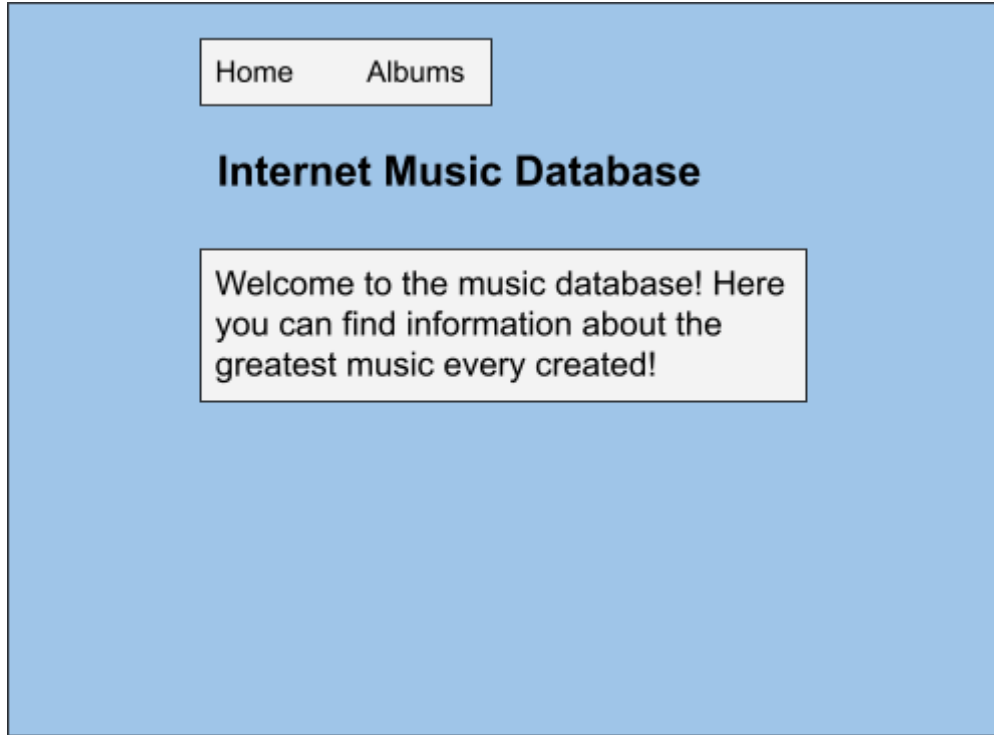 Home Albums
Internet Music Database
Welcome to the music database! Here
you can find information about the
greatest music every created!